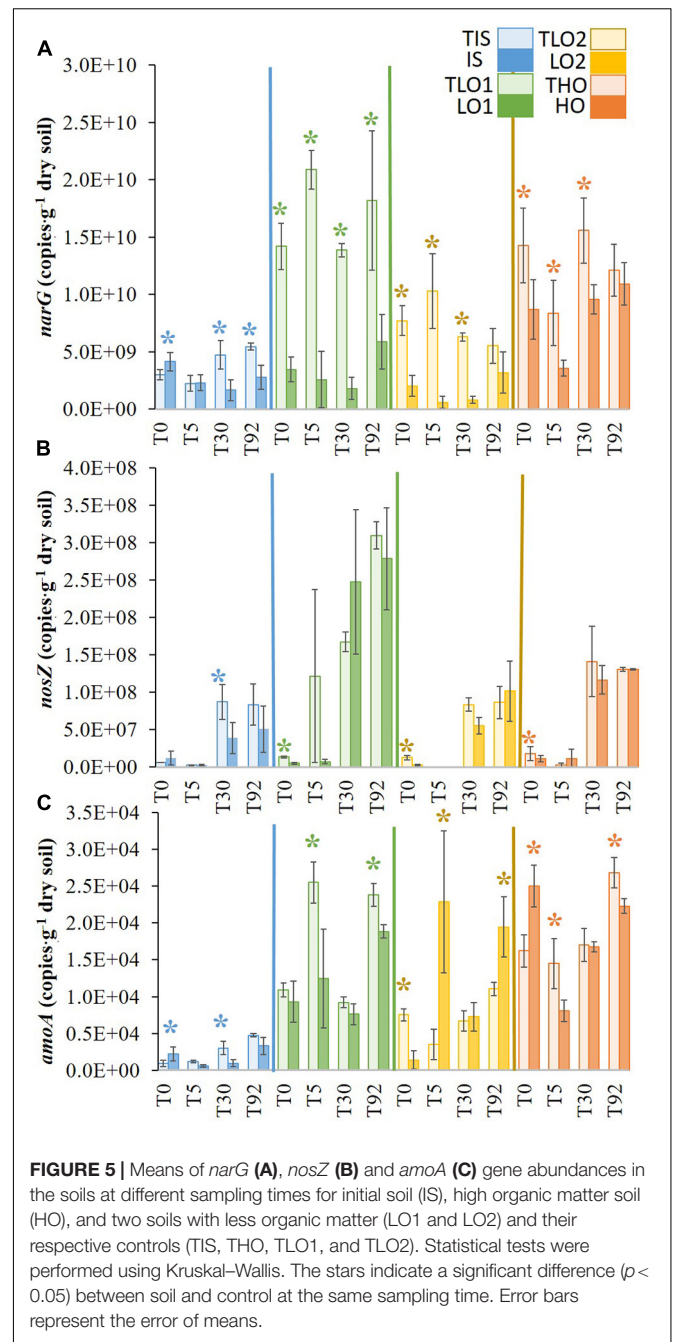 A
TIS
IS
TLO2
LO2
TLO1
LO1
THO
HO
narG (copies·g⁻¹ dry soil)
3.0E+10
2.5E+10
2.0E+10
1.5E+10
1.0E+10
5.0E+09
0.0E+00
* * * * * * * * * * * * *
T0 T5 T30 T92 T0 T5 T30 T92 T0 T5 T30 T92 T0 T5 T30 T92
B
nosZ (copies·g⁻¹ dry soil)
4.0E+08
3.5E+08
3.0E+08
2.5E+08
2.0E+08
1.5E+08
1.0E+08
5.0E+07
0.0E+00
* * * *
T0 T5 T30 T92 T0 T5 T30 T92 T0 T5 T30 T92 T0 T5 T30 T92
C
amoA (copies·g⁻¹ dry soil)
3.5E+04
3.0E+04
2.5E+04
2.0E+04
1.5E+04
1.0E+04
5.0E+03
0.0E+00
* * * * * * * * * *
T0 T5 T30 T92 T0 T5 T30 T92 T0 T5 T30 T92 T0 T5 T30 T92
FIGURE 5 | Means of narG (A), nosZ (B) and amoA (C) gene abundances in
the soils at different sampling times for initial soil (IS), high organic matter soil
(HO), and two soils with less organic matter (LO1 and LO2) and their
respective controls (TIS, THO, TLO1, and TLO2). Statistical tests were
performed using Kruskal–Wallis. The stars indicate a significant difference (p <
0.05) between soil and control at the same sampling time. Error bars
represent the error of means.